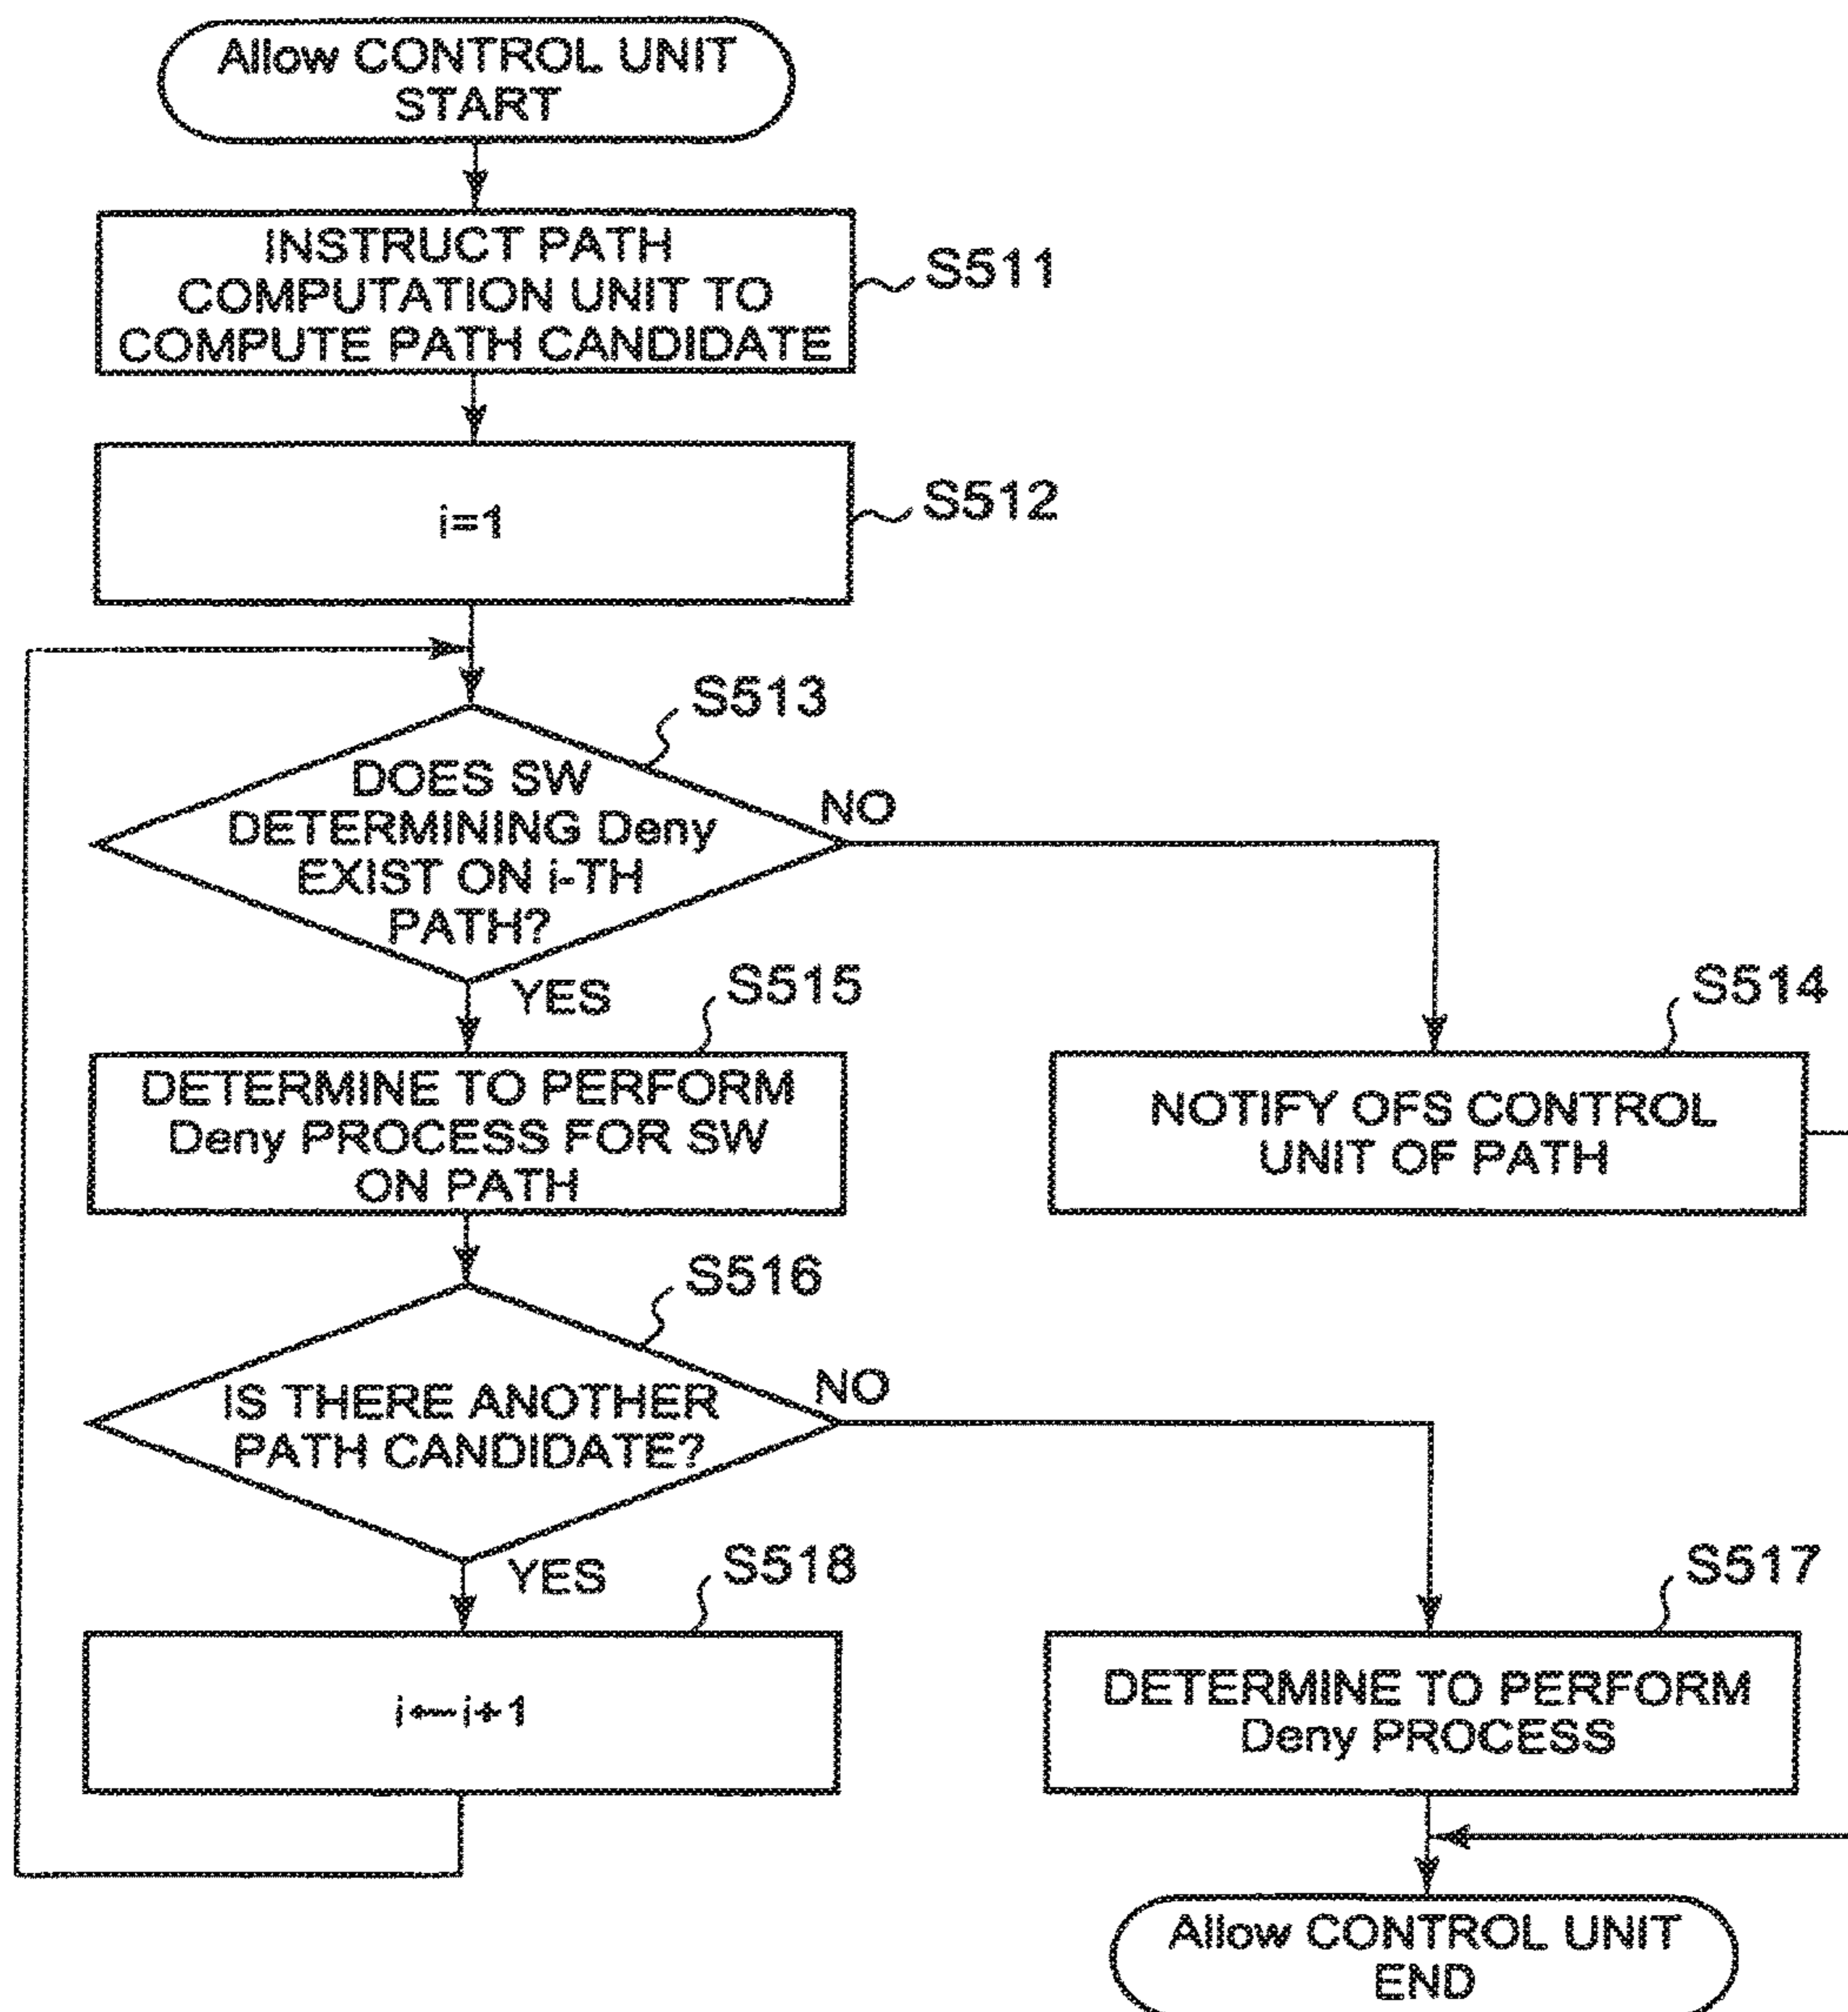 Allow CONTROL UNIT
START
INSTRUCT PATH
COMPUTATION UNIT TO
COMPUTE PATH CANDIDATE
S511
i=1
S512
S513
DOES SW
DETERMINING Deny
EXIST ON i-TH
PATH?
NO
YES
S515
DETERMINE TO PERFORM
Deny PROCESS FOR SW
ON PATH
S514
NOTIFY OFS CONTROL
UNIT OF PATH
S516
IS THERE ANOTHER
PATH CANDIDATE?
NO
YES
S518
i←i+1
S517
DETERMINE TO PERFORM
Deny PROCESS
Allow CONTROL UNIT
END